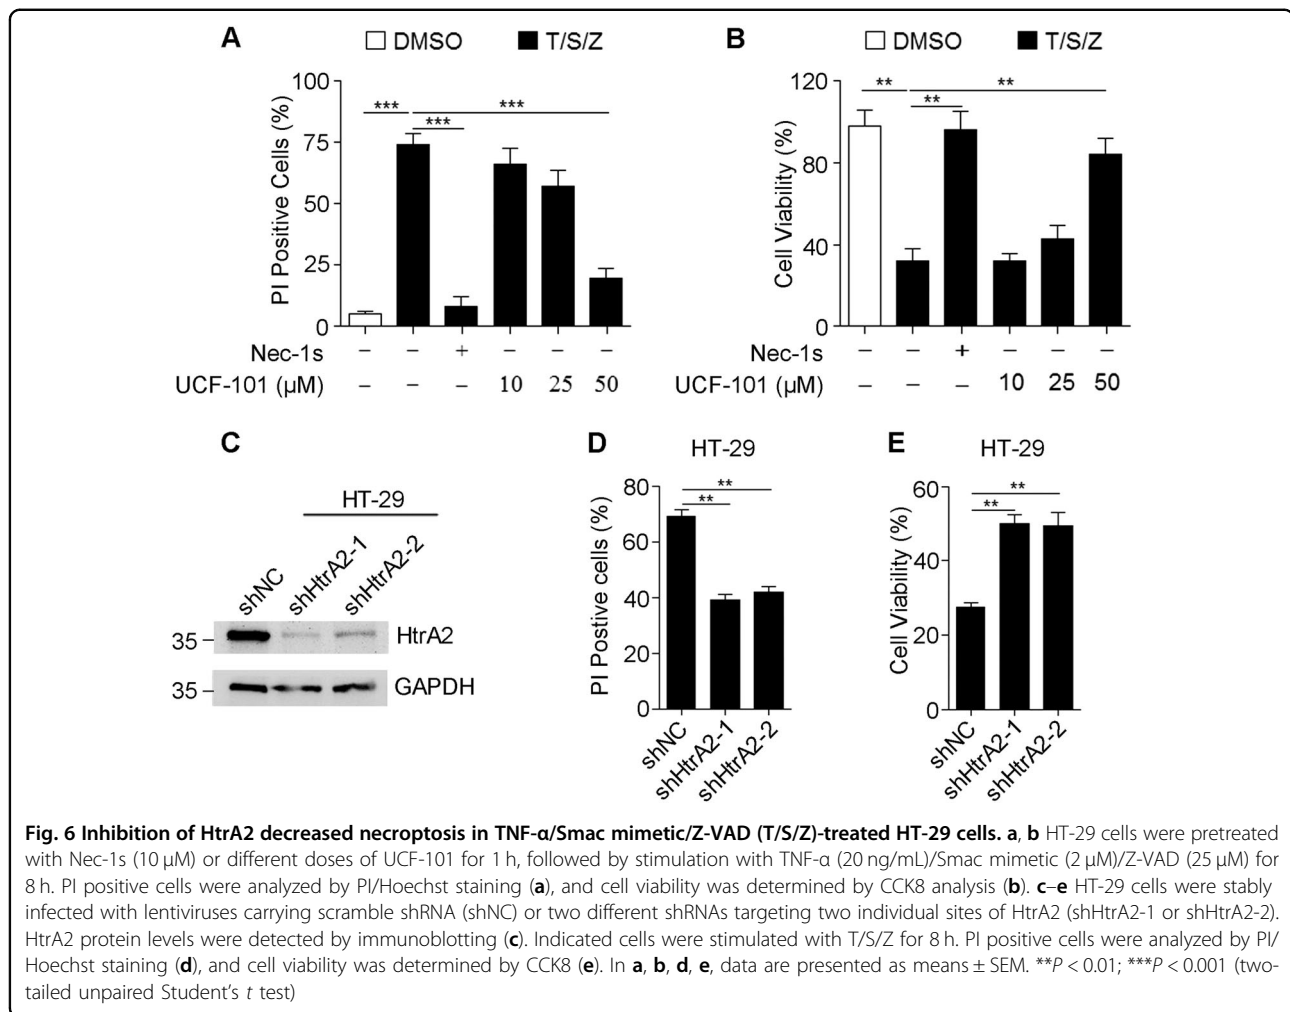 A
DMSO
T/S/Z
PI Positive Cells (%)
100
75
50
25
0
***
***
***
Nec-1s
– – + – – –
UCF-101 (μM)
– – – 10 25 50
B
DMSO
T/S/Z
Cell Viability (%)
120
80
40
0
**
**
**
Nec-1s
– – + – – –
UCF-101 (μM)
– – – 10 25 50
C
HT-29
shNC
shHtrA2-1
shHtrA2-2
35
HtrA2
35
GAPDH
D
HT-29
PI Postive cells (%)
80
60
40
20
0
**
**
shNC
shHtrA2-1
shHtrA2-2
E
HT-29
Cell Viability (%)
60
40
20
0
**
**
shNC
shHtrA2-1
shHtrA2-2
Fig. 6 Inhibition of HtrA2 decreased necroptosis in TNF-α/Smac mimetic/Z-VAD (T/S/Z)-treated HT-29 cells. a, b HT-29 cells were pretreated
with Nec-1s (10 μM) or different doses of UCF-101 for 1 h, followed by stimulation with TNF-α (20 ng/mL)/Smac mimetic (2 μM)/Z-VAD (25 μM) for
8 h. PI positive cells were analyzed by PI/Hoechst staining (a), and cell viability was determined by CCK8 analysis (b). c–e HT-29 cells were stably
infected with lentiviruses carrying scramble shRNA (shNC) or two different shRNAs targeting two individual sites of HtrA2 (shHtrA2-1 or shHtrA2-2).
HtrA2 protein levels were detected by immunoblotting (c). Indicated cells were stimulated with T/S/Z for 8 h. PI positive cells were analyzed by PI/
Hoechst staining (d), and cell viability was determined by CCK8 (e). In a, b, d, e, data are presented as means ± SEM. **P < 0.01; ***P < 0.001 (two-
tailed unpaired Student's t test)